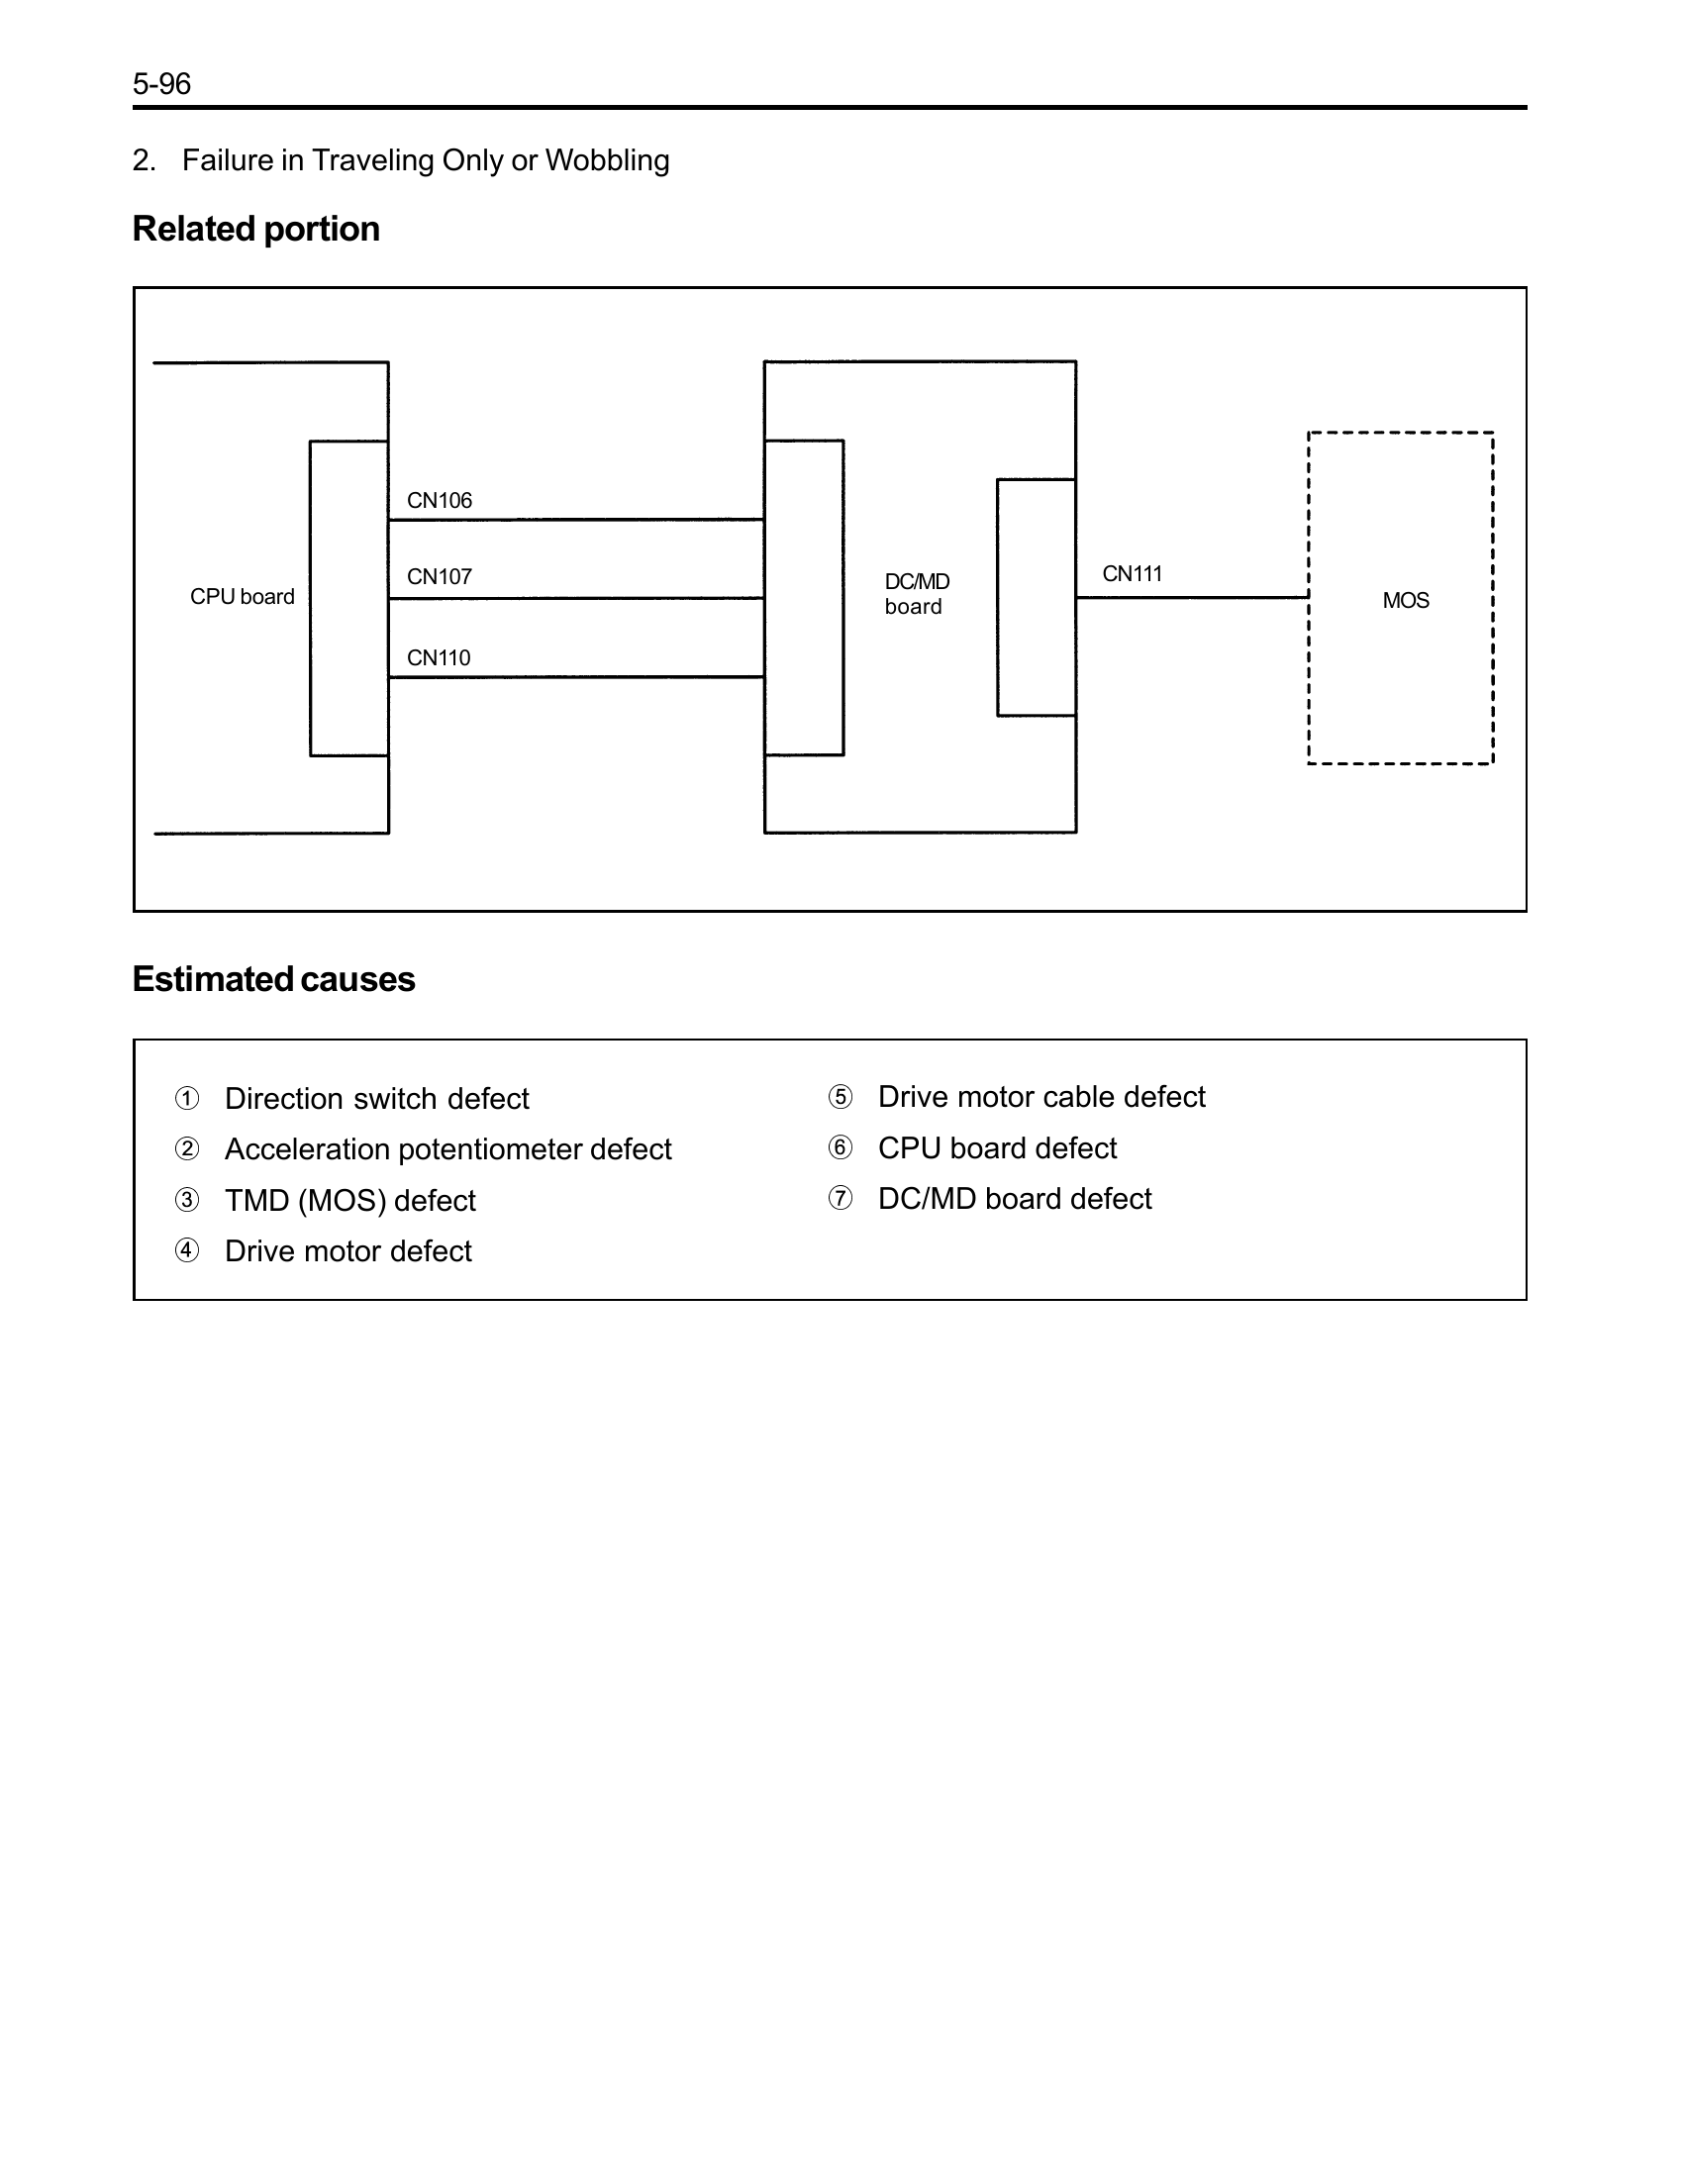 5-96
2. Failure in Traveling Only or Wobbling
Related portion
CN106
CN107
CN110
CPU board
DC/MD
board
CN111
MOS
Estimated causes
① Direction switch defect
② Acceleration potentiometer defect
③ TMD (MOS) defect
④ Drive motor defect
⑤ Drive motor cable defect
⑥ CPU board defect
⑦ DC/MD board defect